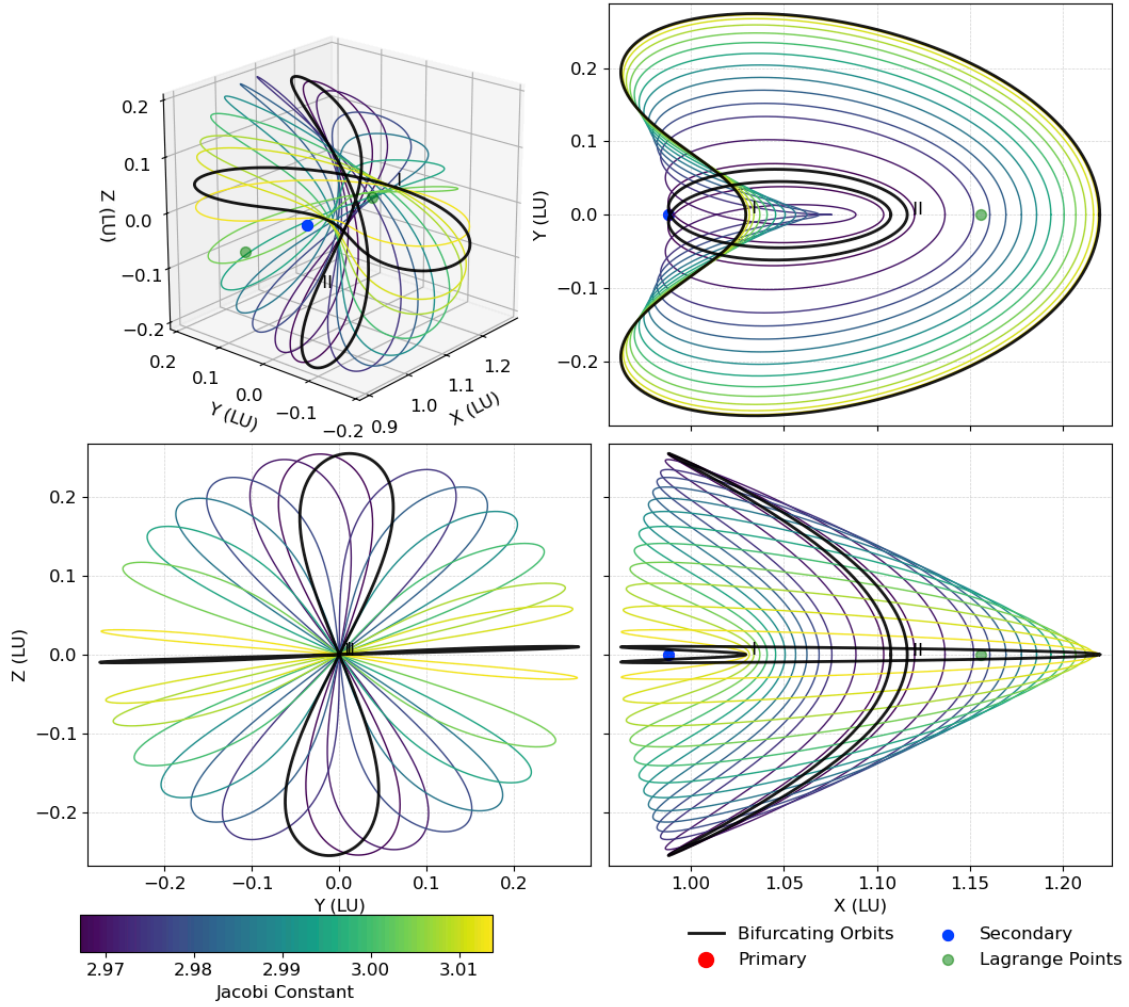 0.2
0.1
0.0
−0.1
−0.2
Z (LU)
0.2
0.1
0.0
−0.1
−0.2
Y (LU)
0.9
1.0
1.1
1.2
X (LU)
I
II
0.2
0.1
0.0
−0.1
−0.2
Y (LU)
I
II
0.2
0.1
0.0
−0.1
−0.2
Z (LU)
−0.2
−0.1
0.0
0.1
0.2
Y (LU)
I
II
1.00
1.05
1.10
1.15
1.20
X (LU)
2.97
2.98
2.99
3.00
3.01
Jacobi Constant
Bifurcating Orbits
Primary
Secondary
Lagrange Points